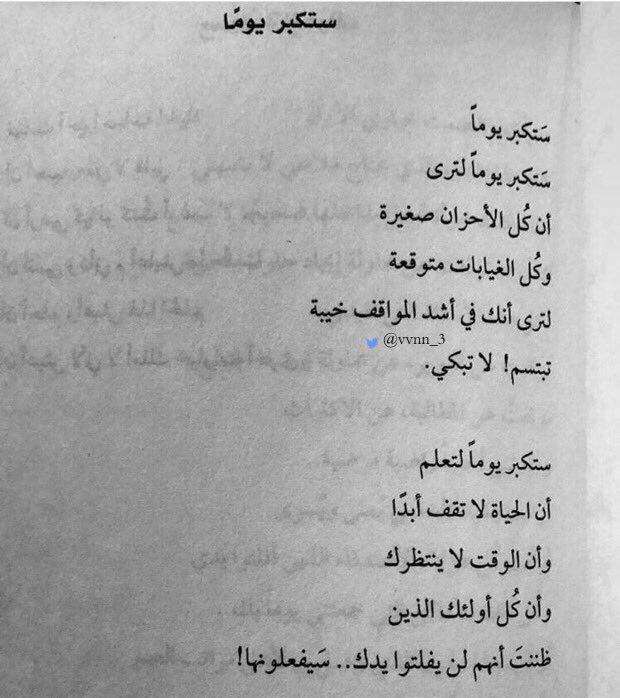 ستكبر يومًا
سَتكبر يوماً
سَتكبر يوماً لترى
أن كُل الأحزان صغيرة
وكُل الغيابات متوقعة
لترى أنك في أشد المواقف خيبة
@vvnn_3
تبتسم! لا تبكي.
ستكبر يوماً لتعلم
أن الحياة لا تقف أبدًا
وأن الوقت لا ينتظرك
وأن كُل أولئك الذين
ظننتَ أنهم لن يفلتوا يدك.. سَيفعلونها!